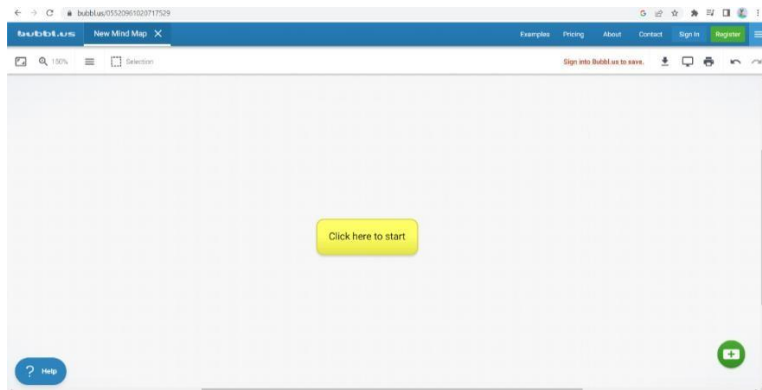 bubbl.us/05520961020717529
bubbl.us New Mind Map Examples Pricing About Contact Sign In Register
100% Selection Sign into Bubbl.us to save.
Click here to start
? Help